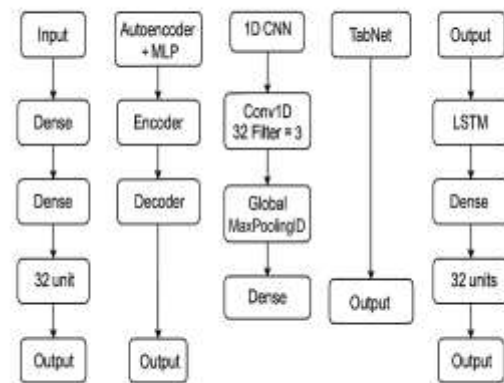 Input
Dense
Dense
32 unit
Output
Autoencoder
+ MLP
Encoder
Decoder
Output
1D CNN
Conv1D
32 Filter = 3
Global
MaxPoolingID
Dense
TabNet
Output
Output
LSTM
Dense
32 units
Output